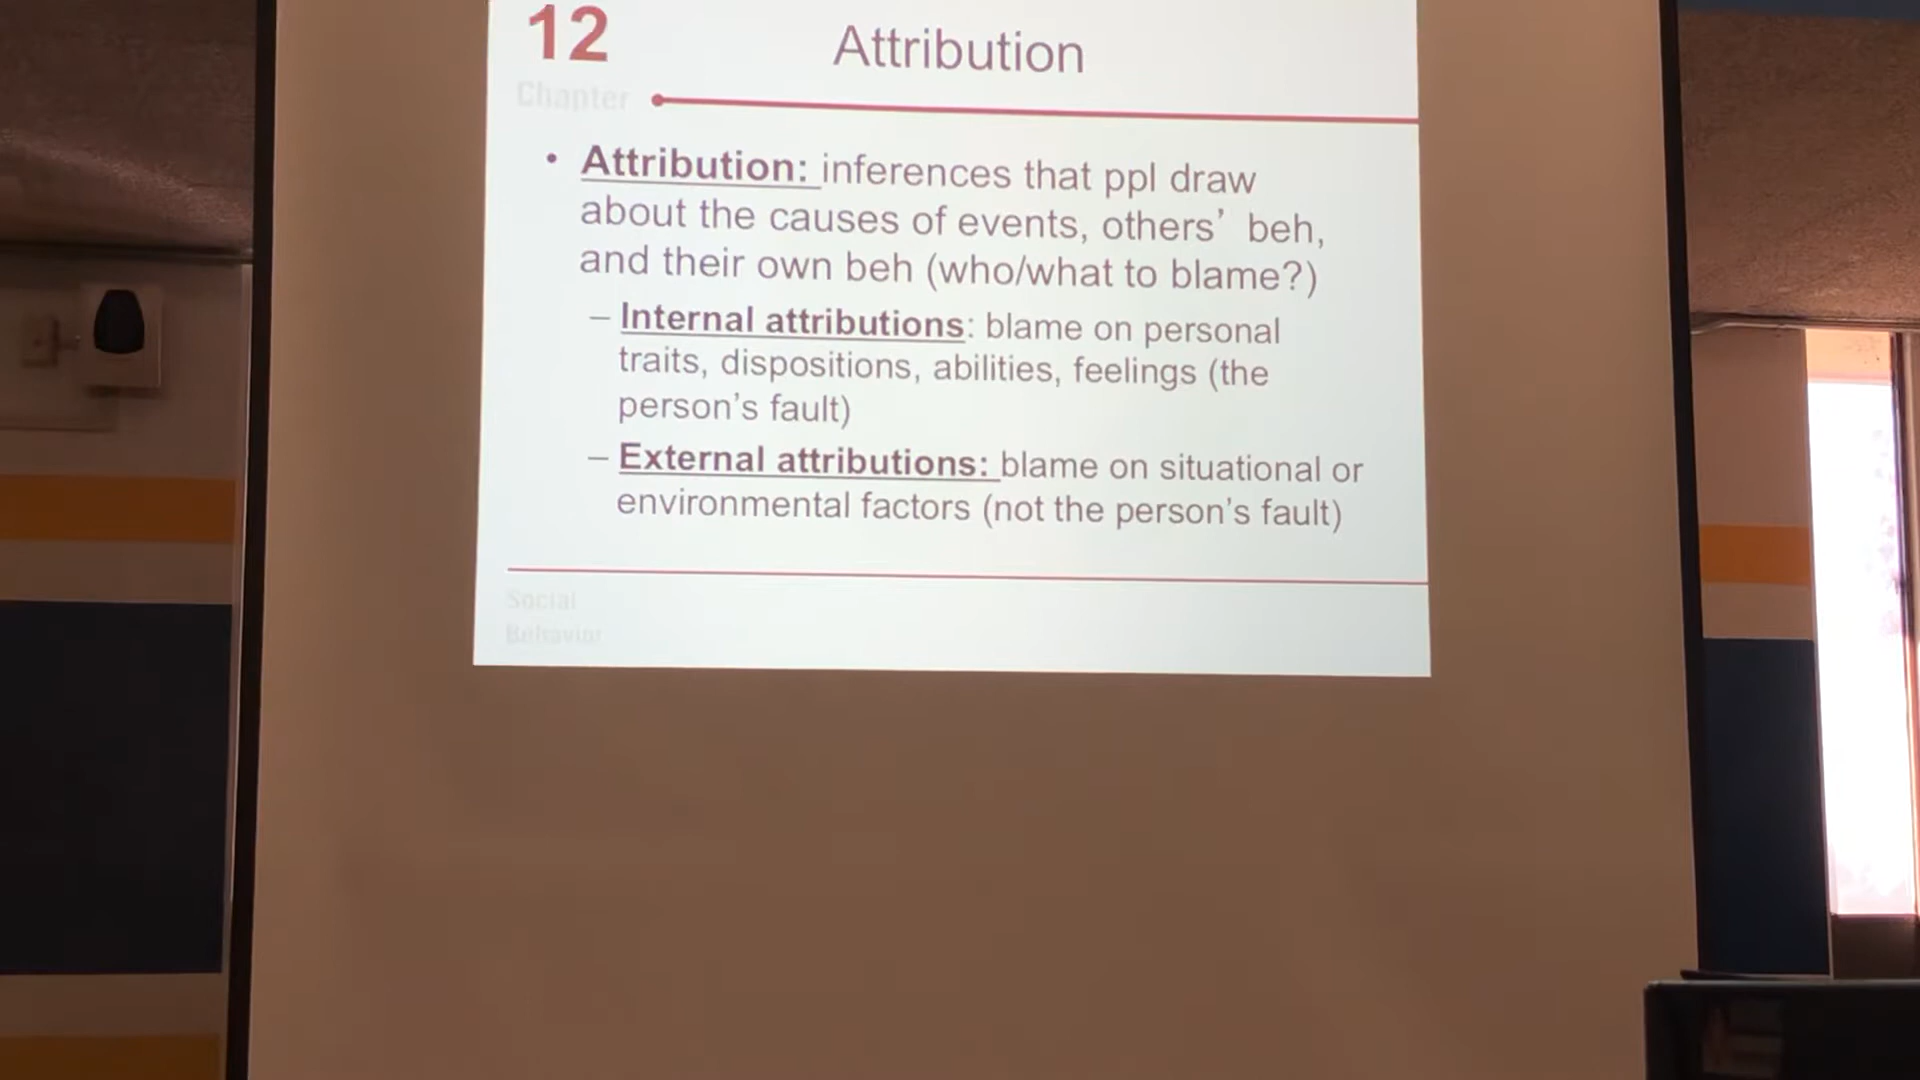 12
Attribution
Chapter
• Attribution: inferences that ppl draw
about the causes of events, others’ beh,
and their own beh (who/what to blame?)
– Internal attributions: blame on personal
traits, dispositions, abilities, feelings (the
person’s fault)
– External attributions: blame on situational or
environmental factors (not the person’s fault)
Social
Behavior